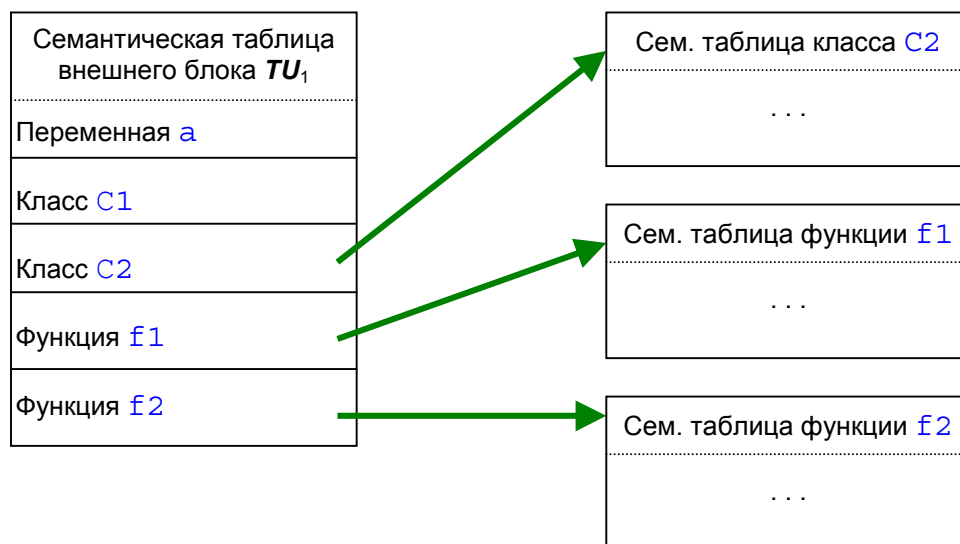 Семантическая таблица
внешнего блока TU₁
Переменная a
Класс C1
Класс C2
Функция f1
Функция f2
Сем. таблица класса C2
. . .
Сем. таблица функции f1
. . .
Сем. таблица функции f2
. . .